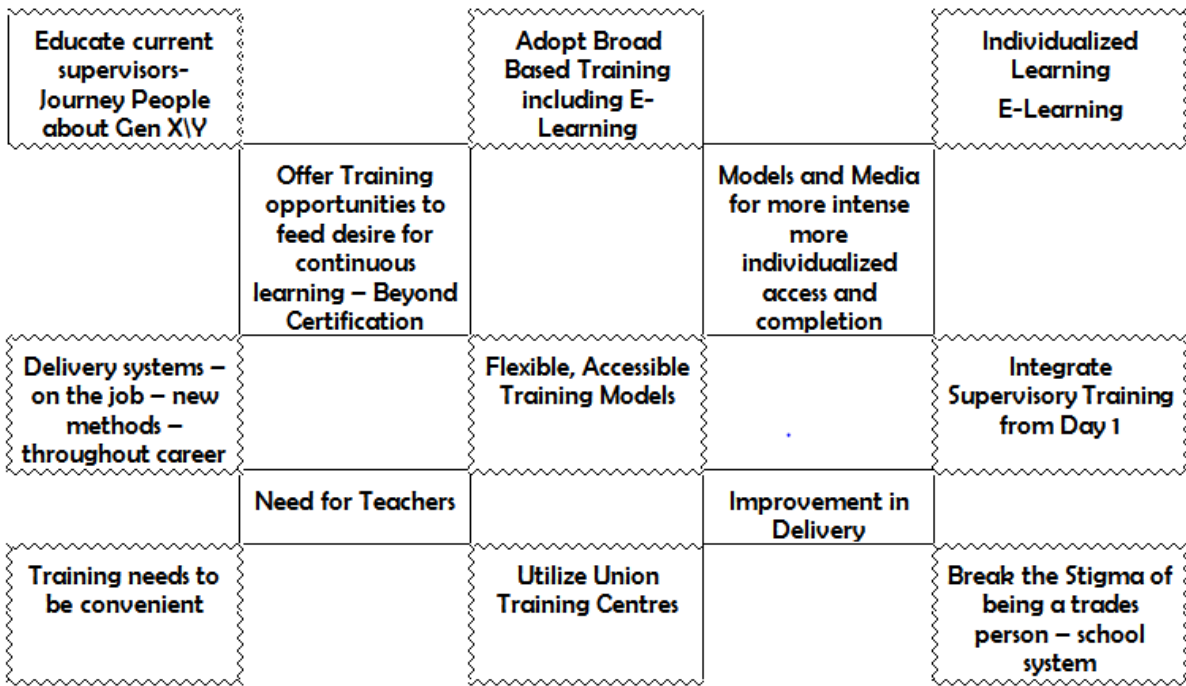 Educate current
supervisors-
Journey People
about Gen X\Y
Adopt Broad
Based Training
including E-
Learning
Individualized
Learning
E-Learning
Offer Training
opportunities to
feed desire for
continuous
learning – Beyond
Certification
Models and Media
for more intense
more
individualized
access and
completion
Delivery systems –
on the job – new
methods –
throughout career
Flexible, Accessible
Training Models
Integrate
Supervisory Training
from Day 1
Need for Teachers
Improvement in
Delivery
Training needs to
be convenient
Utilize Union
Training Centres
Break the Stigma of
being a trades
person – school
system